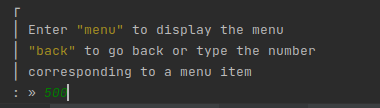 Enter "menu" to display the menu
"back" to go back or type the number
corresponding to a menu item
: » 500